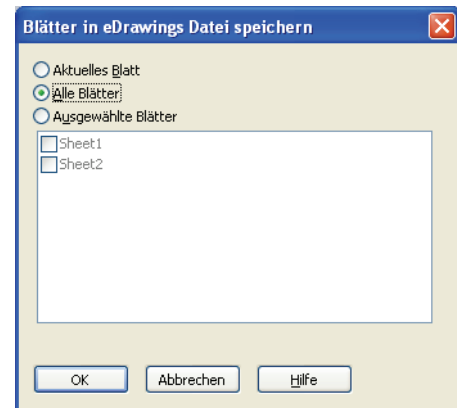 Blätter in eDrawings Datei speichern
Aktuelles Blatt
Alle Blätter
Ausgewählte Blätter
Sheet1
Sheet2
OK Abbrechen Hilfe